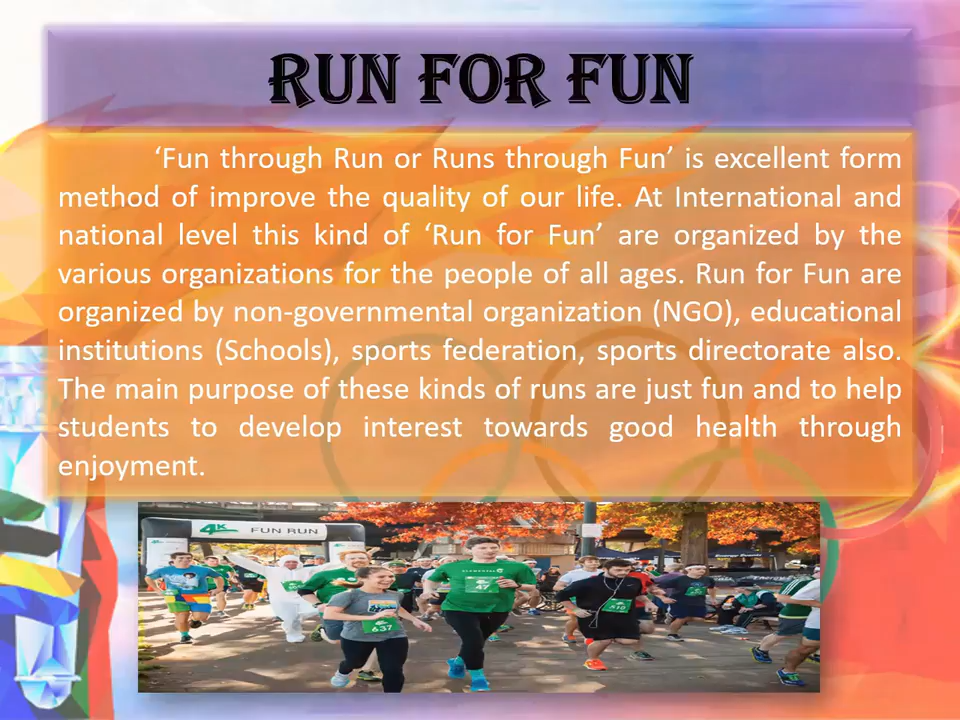 RUN FOR FUN
‘Fun through Run or Runs through Fun’ is excellent form
method of improve the quality of our life. At International and
national level this kind of ‘Run for Fun’ are organized by the
various organizations for the people of all ages. Run for Fun are
organized by non-governmental organization (NGO), educational
institutions (Schools), sports federation, sports directorate also.
The main purpose of these kinds of runs are just fun and to help
students to develop interest towards good health through
enjoyment.
4K FUN RUN
637
A7
510